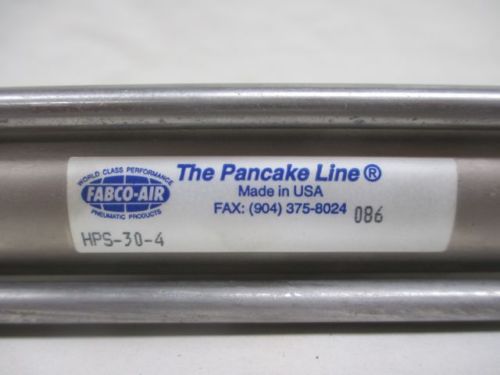 WORLD CLASS PERFORMANCE
FABCO-AIR
PNEUMATIC PRODUCTS
The Pancake Line®
Made in USA
FAX: (904) 375-8024
086
HPS-30-4